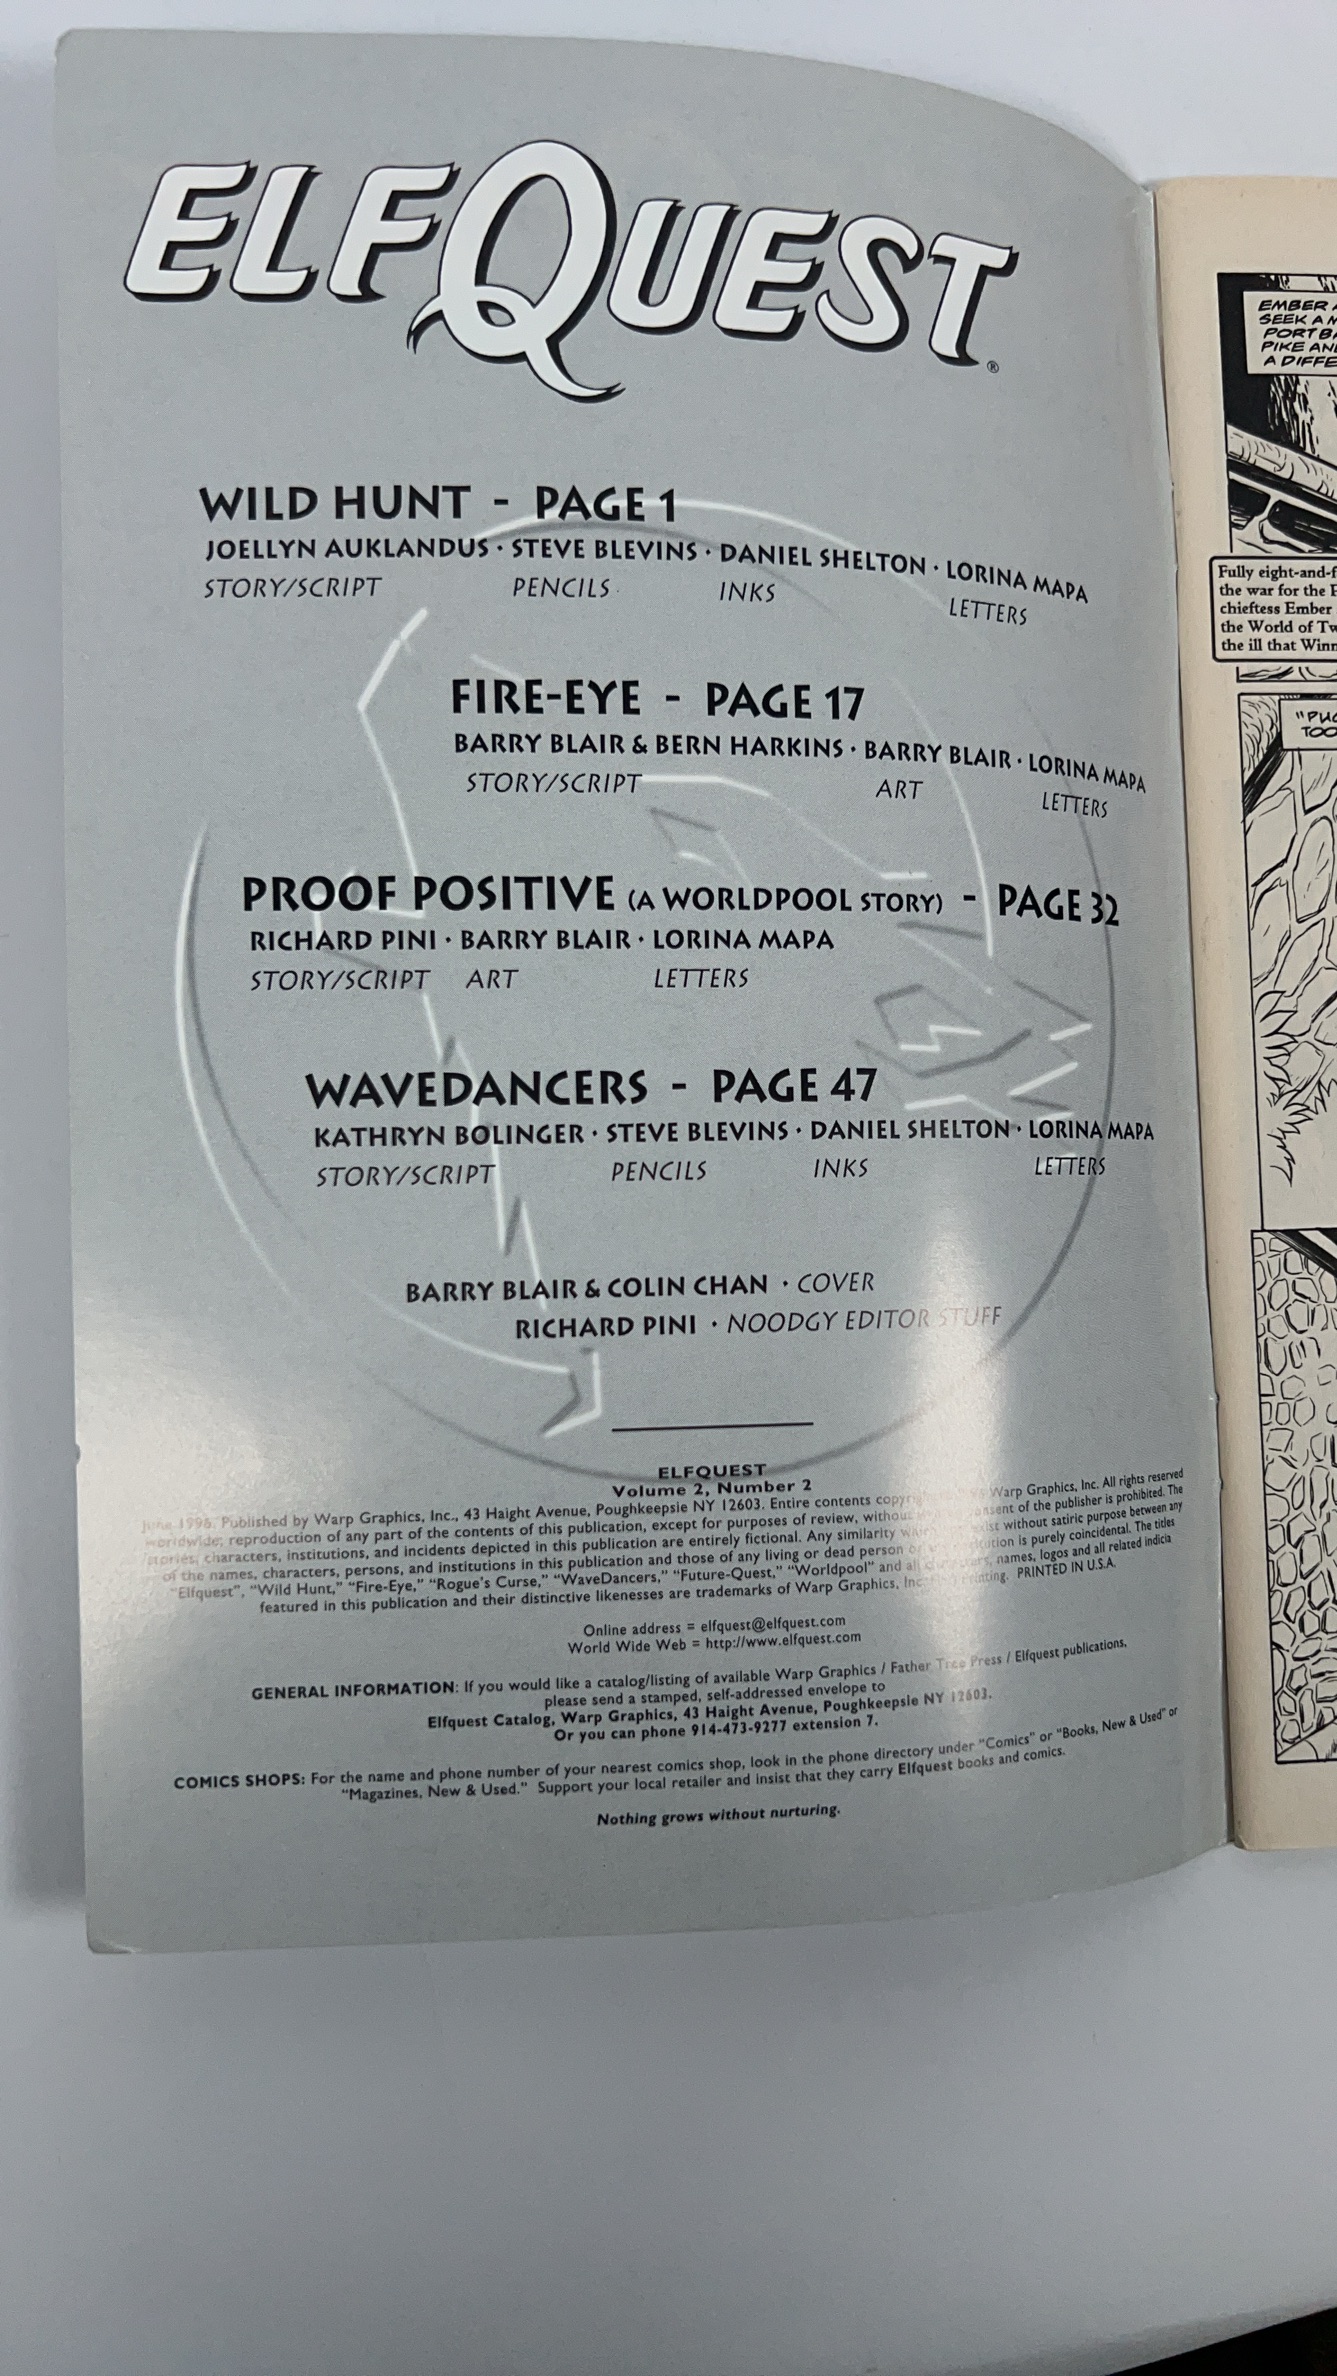 ELFQUEST®
WILD HUNT - PAGE 1
JOELLYN AUKLANDUS · STEVE BLEVINS · DANIEL SHELTON · LORINA MAPA
STORY/SCRIPT PENCILS INKS LETTERS
FIRE-EYE - PAGE 17
BARRY BLAIR & BERN HARKINS · BARRY BLAIR · LORINA MAPA
STORY/SCRIPT ART LETTERS
PROOF POSITIVE (A WORLDPOOL STORY) - PAGE 32
RICHARD PINI · BARRY BLAIR · LORINA MAPA
STORY/SCRIPT ART LETTERS
WAVEDANCERS - PAGE 47
KATHRYN BOLINGER · STEVE BLEVINS · DANIEL SHELTON · LORINA MAPA
STORY/SCRIPT PENCILS INKS LETTERS
BARRY BLAIR & COLIN CHAN · COVER
RICHARD PINI · NOODGY EDITOR STUFF
ELFQUEST
Volume 2, Number 2
June 1996. Published by Warp Graphics, Inc., 43 Haight Avenue, Poughkeepsie NY 12603. Entire contents Warp Graphics, Inc. All rights reserved
worldwide; reproduction of any part of the contents of this publication, except for purposes of review, without of the publisher is prohibited. The
stories, characters, institutions, and incidents depicted in this publication are entirely fictional. Any similarity without satiric purpose between any
of the names, characters, persons, and institutions in this publication and those of any living or dead person or is purely coincidental. The titles
"Elfquest", "Wild Hunt," "Fire-Eye," "Rogue's Curse," "WaveDancers," "Future-Quest," "Worldpool" and all names, logos and all related indicia
featured in this publication and their distinctive likenesses are trademarks of Warp Graphics, Inc. PRINTED IN U.S.A.
Online address = elfquest@elfquest.com
World Wide Web = http://www.elfquest.com
GENERAL INFORMATION: If you would like a catalog/listing of available Warp Graphics / Father Tree Press / Elfquest publications,
please send a stamped, self-addressed envelope to
Elfquest Catalog, Warp Graphics, 43 Haight Avenue, Poughkeepsie NY 12603.
Or you can phone 914-473-9277 extension 7.
COMICS SHOPS: For the name and phone number of your nearest comics shop, look in the phone directory under "Comics" or "Books, New & Used" or
"Magazines, New & Used." Support your local retailer and insist that they carry Elfquest books and comics.
Nothing grows without nurturing.
EMBER
SEEK A
PORT
PIKE
A
Fully
the war for the
chieftess Ember
the World of
the ill that
TOO